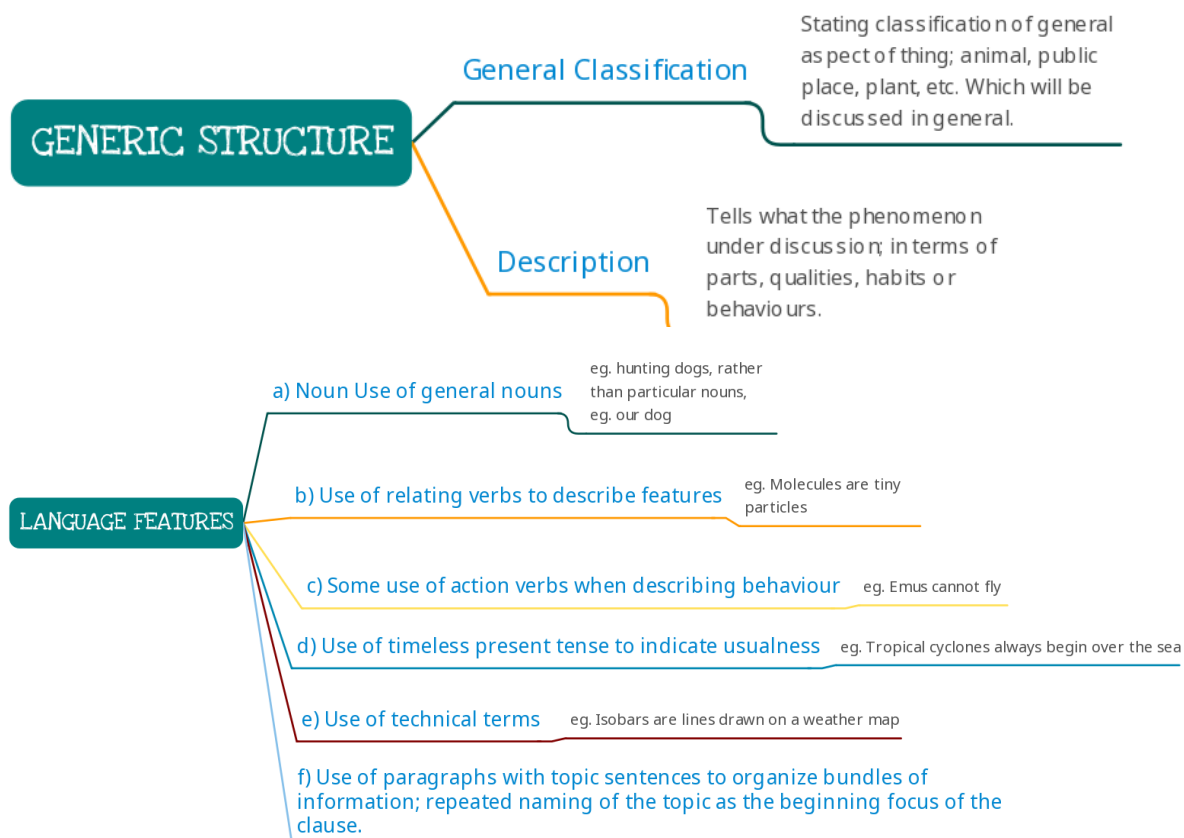 GENERIC STRUCTURE
General Classification
Stating classification of general
aspect of thing; animal, public
place, plant, etc. Which will be
discussed in general.
Description
Tells what the phenomenon
under discussion; in terms of
parts, qualities, habits or
behaviours.
LANGUAGE FEATURES
a) Noun Use of general nouns
eg. hunting dogs, rather
than particular nouns,
eg. our dog
b) Use of relating verbs to describe features
eg. Molecules are tiny
particles
c) Some use of action verbs when describing behaviour
eg. Emus cannot fly
d) Use of timeless present tense to indicate usualness
eg. Tropical cyclones always begin over the sea
e) Use of technical terms
eg. Isobars are lines drawn on a weather map
f) Use of paragraphs with topic sentences to organize bundles of
information; repeated naming of the topic as the beginning focus of the
clause.